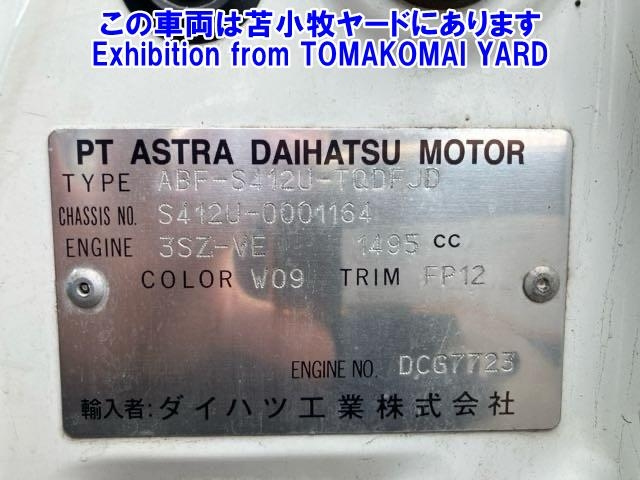 この車両は苫小牧ヤードにあります
Exhibition from TOMAKOMAI YARD
PT ASTRA DAIHATSU MOTOR
TYPE ABF-S412U-TQDFJD
CHASSIS NO. S412U-0001164
ENGINE 3SZ-VE 1495 CC
COLOR W09 TRIM FP12
ENGINE NO. DCG7723
輸入者:ダイハツ工業株式会社